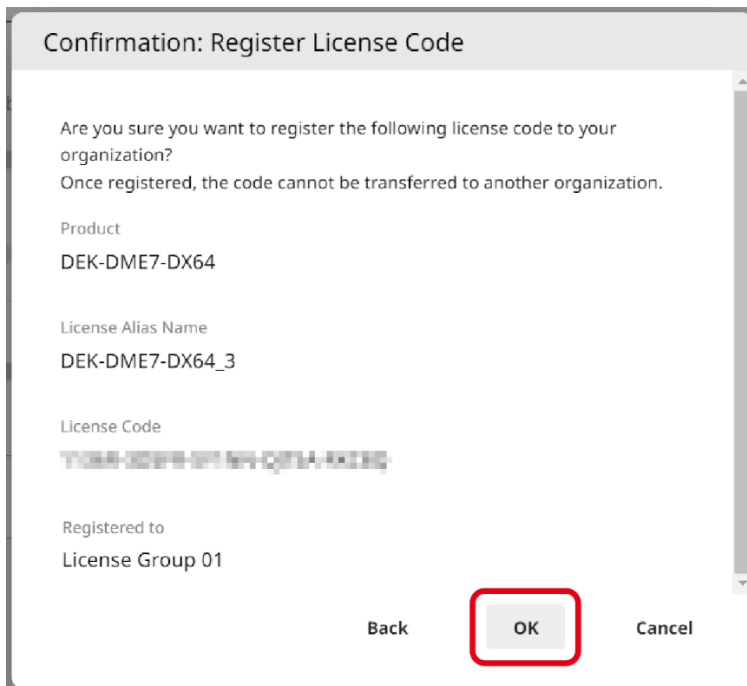 Confirmation: Register License Code
Are you sure you want to register the following license code to your
organization?
Once registered, the code cannot be transferred to another organization.
Product
DEK-DME7-DX64
License Alias Name
DEK-DME7-DX64_3
License Code
Registered to
License Group 01
Back OK Cancel